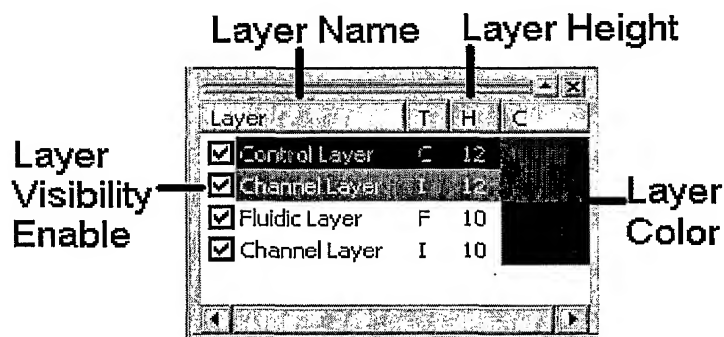 Layer Name Layer Height
Layer T H C
Control Layer C 12
Channel Layer I 12
Fluidic Layer F 10
Channel Layer I 10
Layer
Visibility
Enable
Layer
Color